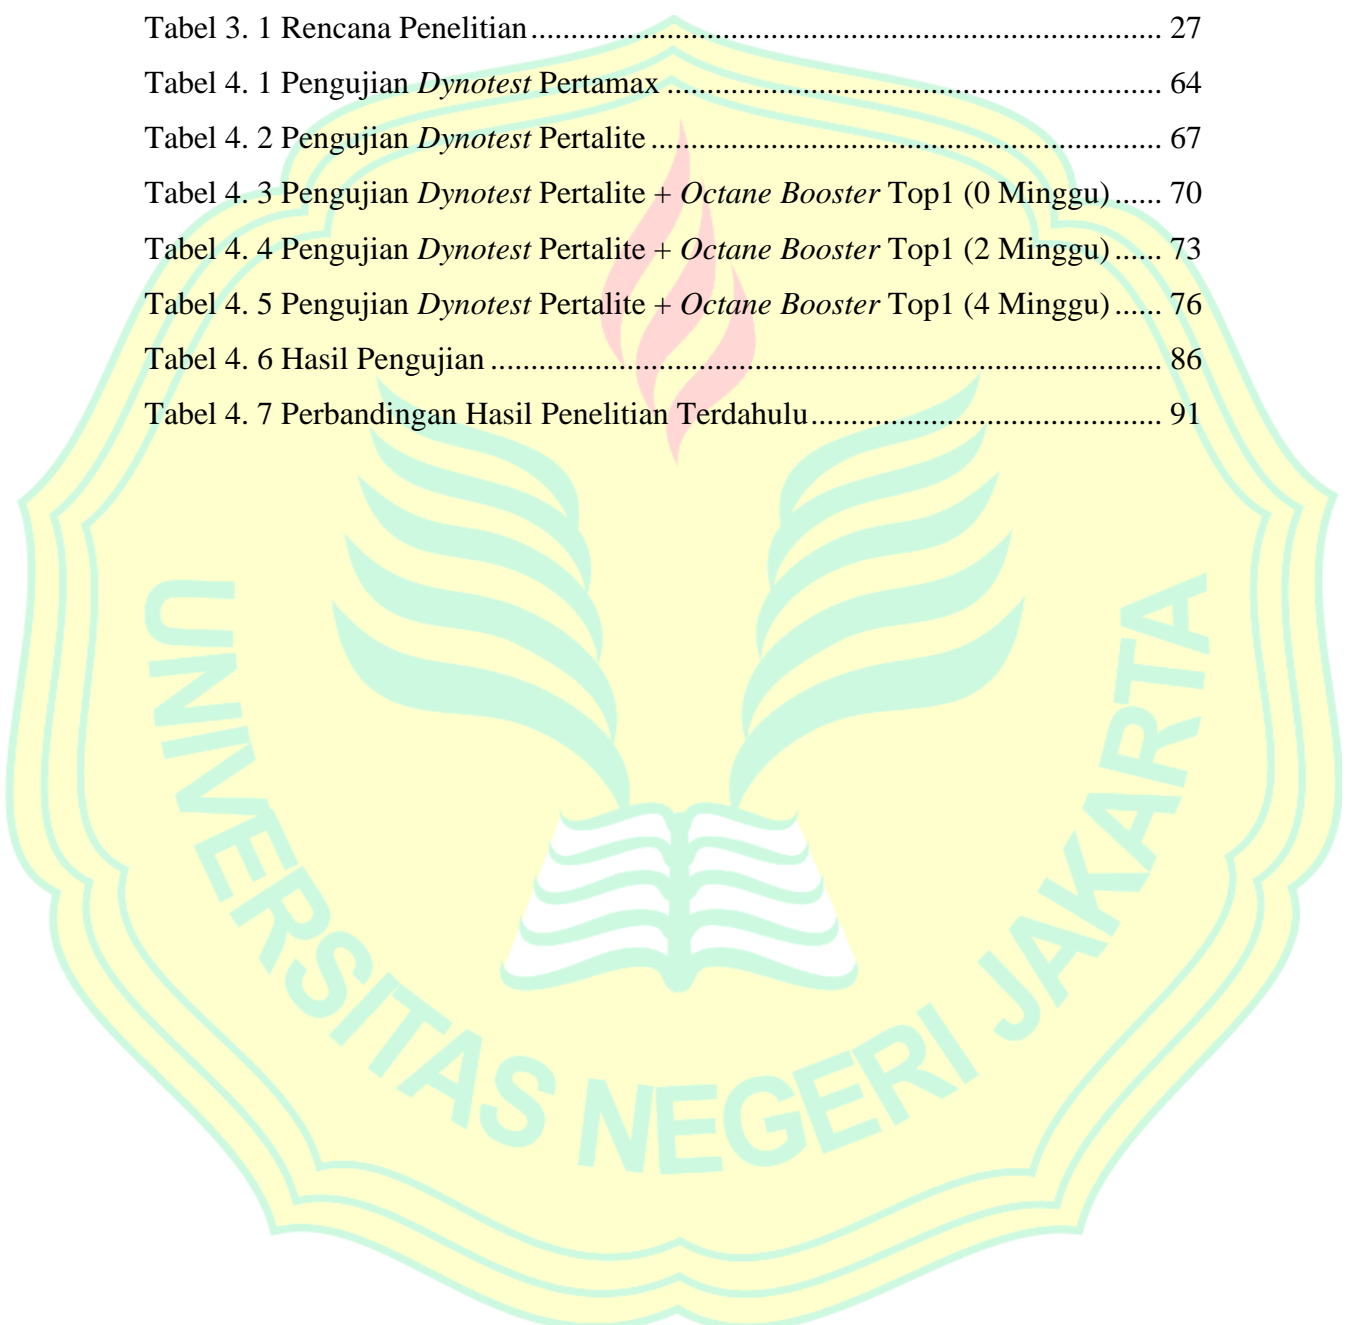 Tabel 3. 1 Rencana Penelitian............................................................................. 27
Tabel 4. 1 Pengujian Dynotest Pertamax ............................................................ 64
Tabel 4. 2 Pengujian Dynotest Pertalite .............................................................. 67
Tabel 4. 3 Pengujian Dynotest Pertalite + Octane Booster Top1 (0 Minggu) ...... 70
Tabel 4. 4 Pengujian Dynotest Pertalite + Octane Booster Top1 (2 Minggu) ...... 73
Tabel 4. 5 Pengujian Dynotest Pertalite + Octane Booster Top1 (4 Minggu) ...... 76
Tabel 4. 6 Hasil Pengujian .................................................................................. 86
Tabel 4. 7 Perbandingan Hasil Penelitian Terdahulu........................................... 91
UNIVERSITAS NEGERI JAKARTA